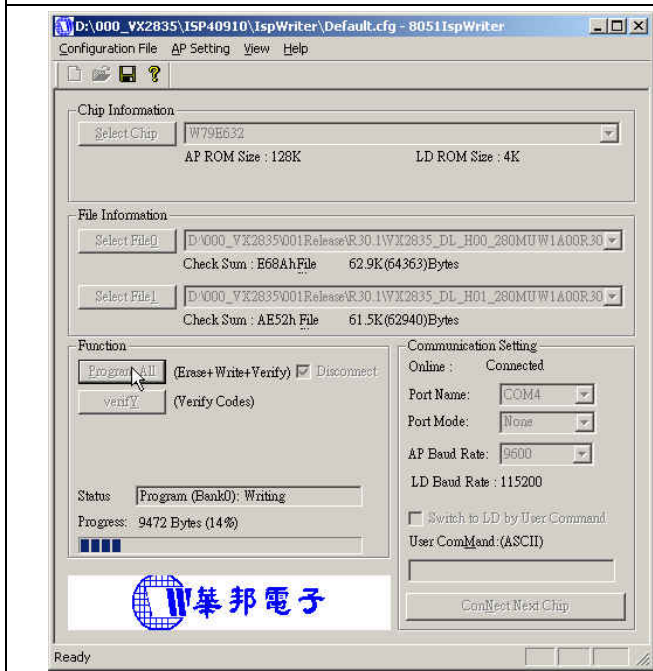 D:\000_VX2835\ISP40910\IspWriter\Default.cfg - 8051IspWriter
Configuration File AP Setting View Help
Chip Information
Select Chip W79E632
AP ROM Size : 128K LD ROM Size : 4K
File Information
Select File0 D:\000_VX2835\001Release\R30.1\VX2835_DL_H00_280MUW1A00R30
Check Sum : E68AhFile 62.9K(64363)Bytes
Select File1 D:\000_VX2835\001Release\R30.1\VX2835_DL_H01_280MUW1A00R30
Check Sum : AE52h File 61.5K(62940)Bytes
Function
Program All (Erase+Write+Verify) Disconnect
verifY (Verify Codes)
Status Program (Bank0): Writing
Progress: 9472 Bytes (14%)
Communication Setting
Online : Connected
Port Name: COM4
Port Mode: None
AP Baud Rate: 9600
LD Baud Rate : 115200
Switch to LD by User Command
User ComMand:(ASCII)
ConNect Next Chip
華邦電子
Ready